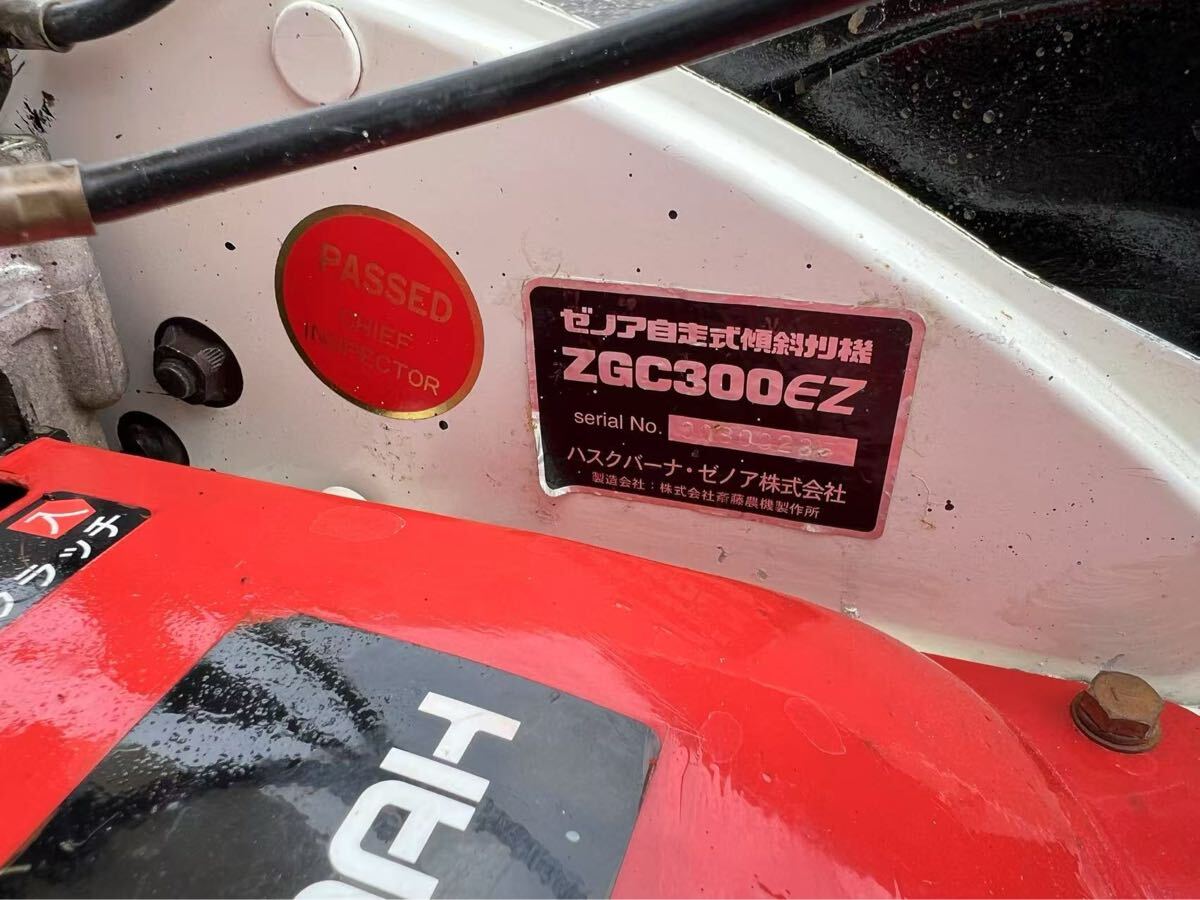 PASSED
CHIEF
INSPECTOR
ゼノア自走式傾斜刈機
ZGC300EZ
serial No.
ハスクバーナ・ゼノア株式会社
製造会社：株式会社斎藤農機製作所
入
ラッチ